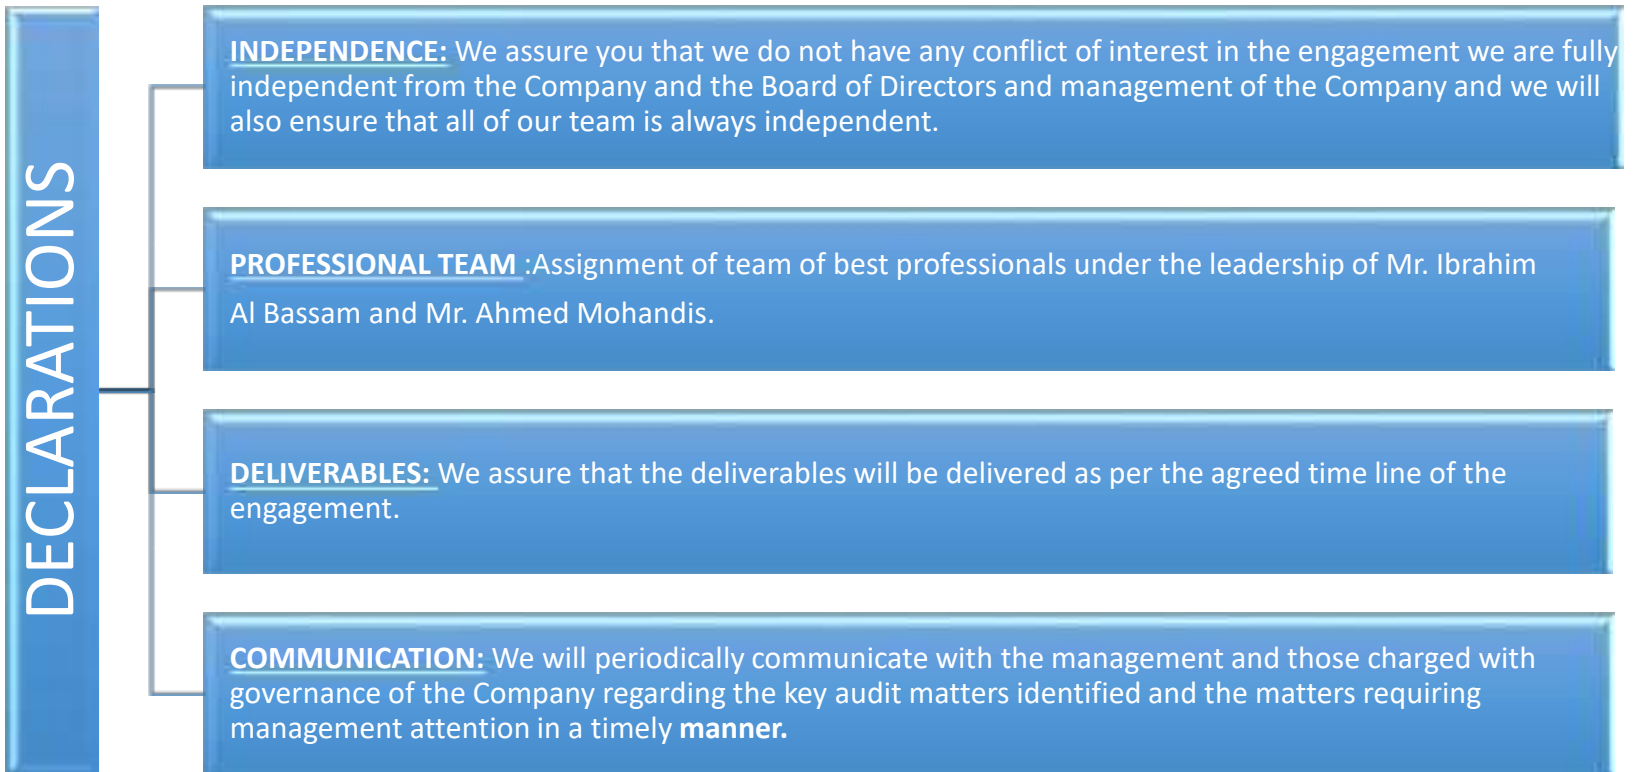 DECLARATIONS
INDEPENDENCE: We assure you that we do not have any conflict of interest in the engagement we are fully
independent from the Company and the Board of Directors and management of the Company and we will
also ensure that all of our team is always independent.
PROFESSIONAL TEAM :Assignment of team of best professionals under the leadership of Mr. Ibrahim
Al Bassam and Mr. Ahmed Mohandis.
DELIVERABLES: We assure that the deliverables will be delivered as per the agreed time line of the
engagement.
COMMUNICATION: We will periodically communicate with the management and those charged with
governance of the Company regarding the key audit matters identified and the matters requiring
management attention in a timely manner.